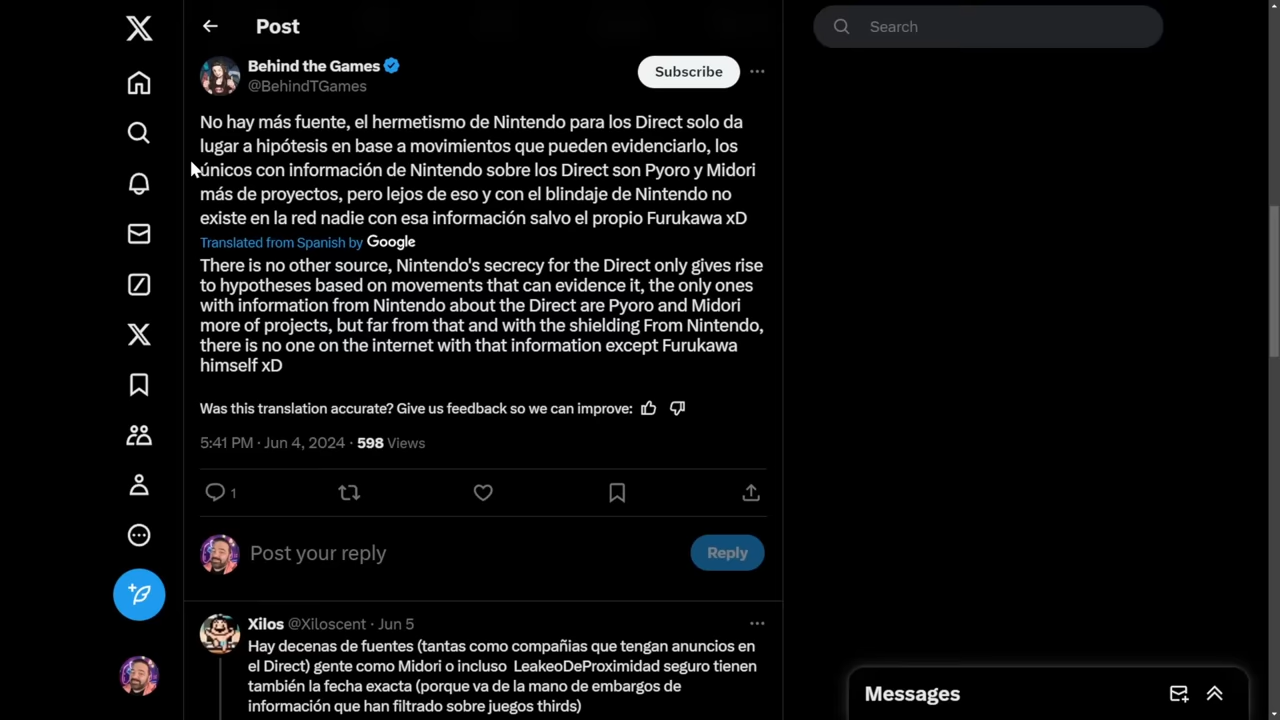 Post
Search
Behind the Games
@BehindTGames
Subscribe
No hay más fuente, el hermetismo de Nintendo para los Direct solo da
lugar a hipótesis en base a movimientos que pueden evidenciarlo, los
únicos con información de Nintendo sobre los Direct son Pyoro y Midori
más de proyectos, pero lejos de eso y con el blindaje de Nintendo no
existe en la red nadie con esa información salvo el propio Furukawa xD
Translated from Spanish by Google
There is no other source, Nintendo's secrecy for the Direct only gives rise
to hypotheses based on movements that can evidence it, the only ones
with information from Nintendo about the Direct are Pyoro and Midori
more of projects, but far from that and with the shielding From Nintendo,
there is no one on the internet with that information except Furukawa
himself xD
Was this translation accurate? Give us feedback so we can improve:
5:41 PM · Jun 4, 2024 · 598 Views
1
Post your reply
Reply
Xilos @Xiloscent · Jun 5
Hay decenas de fuentes (tantas como compañias que tengan anuncios en
el Direct) gente como Midori o incluso LeakeoDeProximidad seguro tienen
también la fecha exacta (porque va de la mano de embargos de
información que han filtrado sobre juegos thirds)
Messages